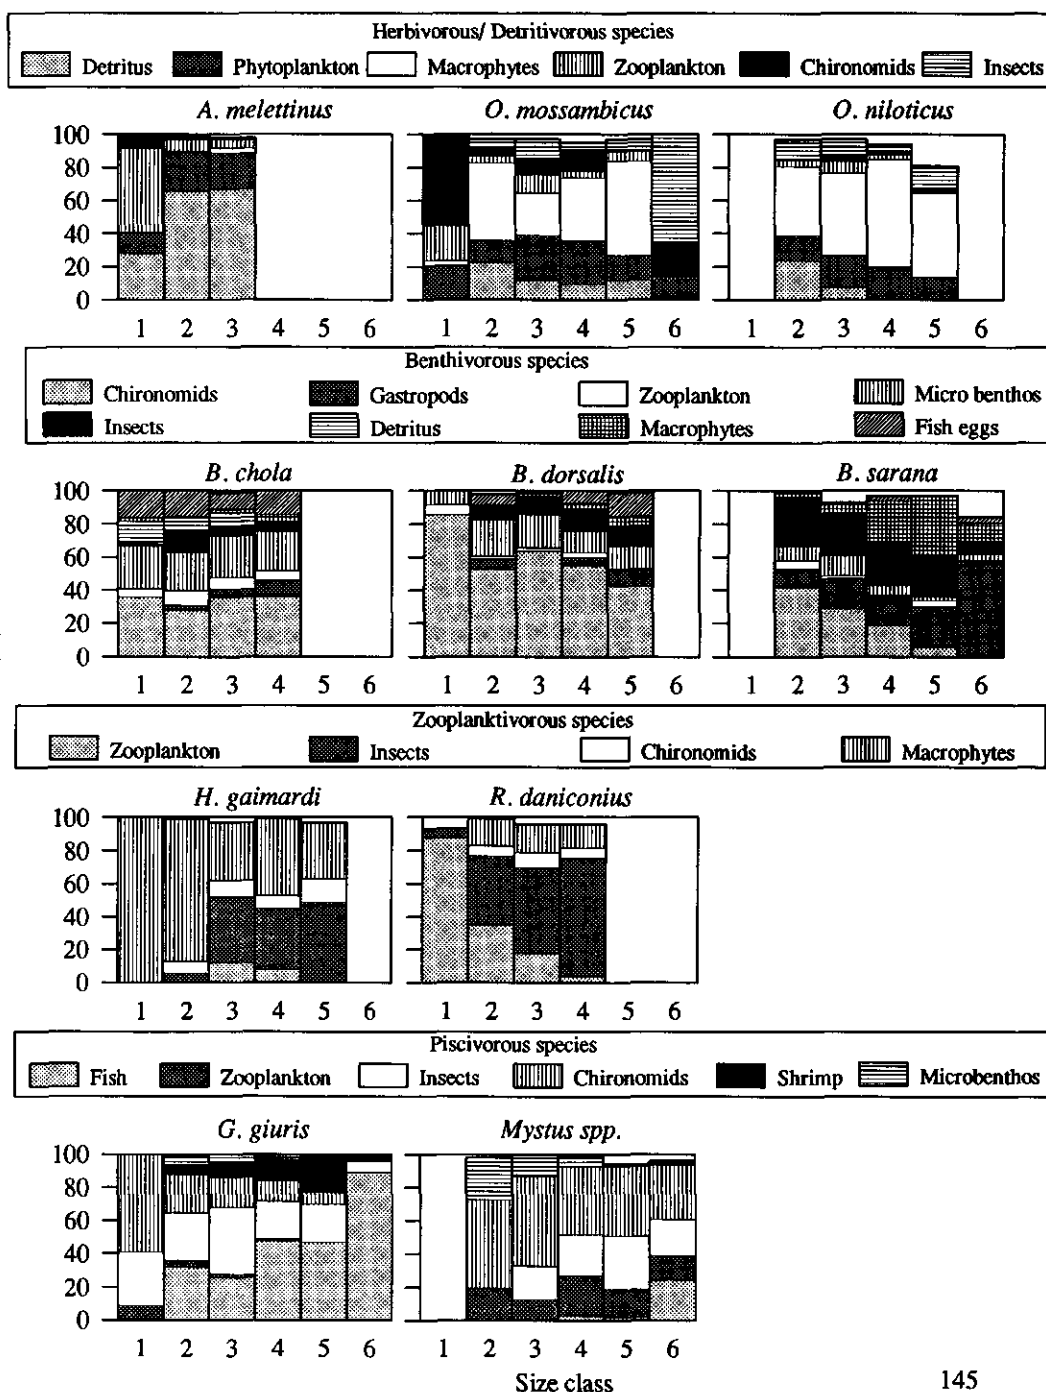 Herbivorous/ Detritivorous species
Detritus Phytoplankton Macrophytes Zooplankton Chironomids Insects
A. melettinus O. mossambicus O. niloticus
100
80
60
40
20
0
1 2 3 4 5 6 1 2 3 4 5 6 1 2 3 4 5 6
Benthivorous species
Chironomids Gastropods Zooplankton Micro benthos
Insects Detritus Macrophytes Fish eggs
B. chola B. dorsalis B. sarana
100
80
60
40
20
0
1 2 3 4 5 6 1 2 3 4 5 6 1 2 3 4 5 6
Zooplanktivorous species
Zooplankton Insects Chironomids Macrophytes
H. gaimardi R. daniconius
100
80
60
40
20
0
1 2 3 4 5 6 1 2 3 4 5 6
Piscivorous species
Fish Zooplankton Insects Chironomids Shrimp Microbenthos
G. giuris Mystus spp.
100
80
60
40
20
0
1 2 3 4 5 6 1 2 3 4 5 6
Size class
145